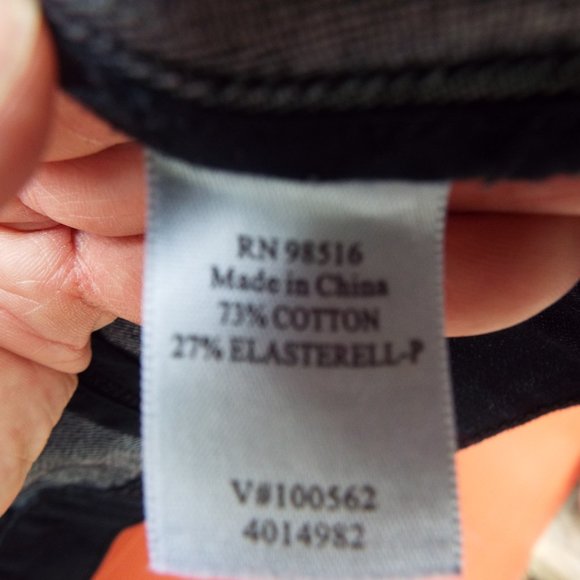 RN 98516
Made in China
73% COTTON
27% ELASTERELL-P
V#100562
4014982